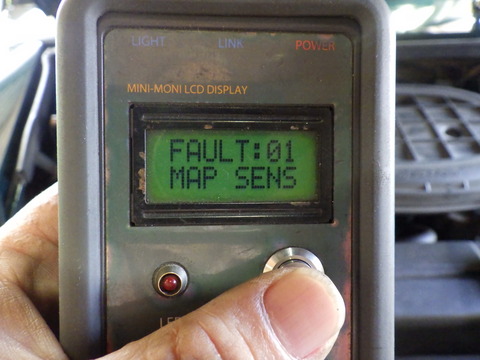 LIGHT LINK POWER
MINI-MONI LCD DISPLAY
FAULT:01
MAP SENS